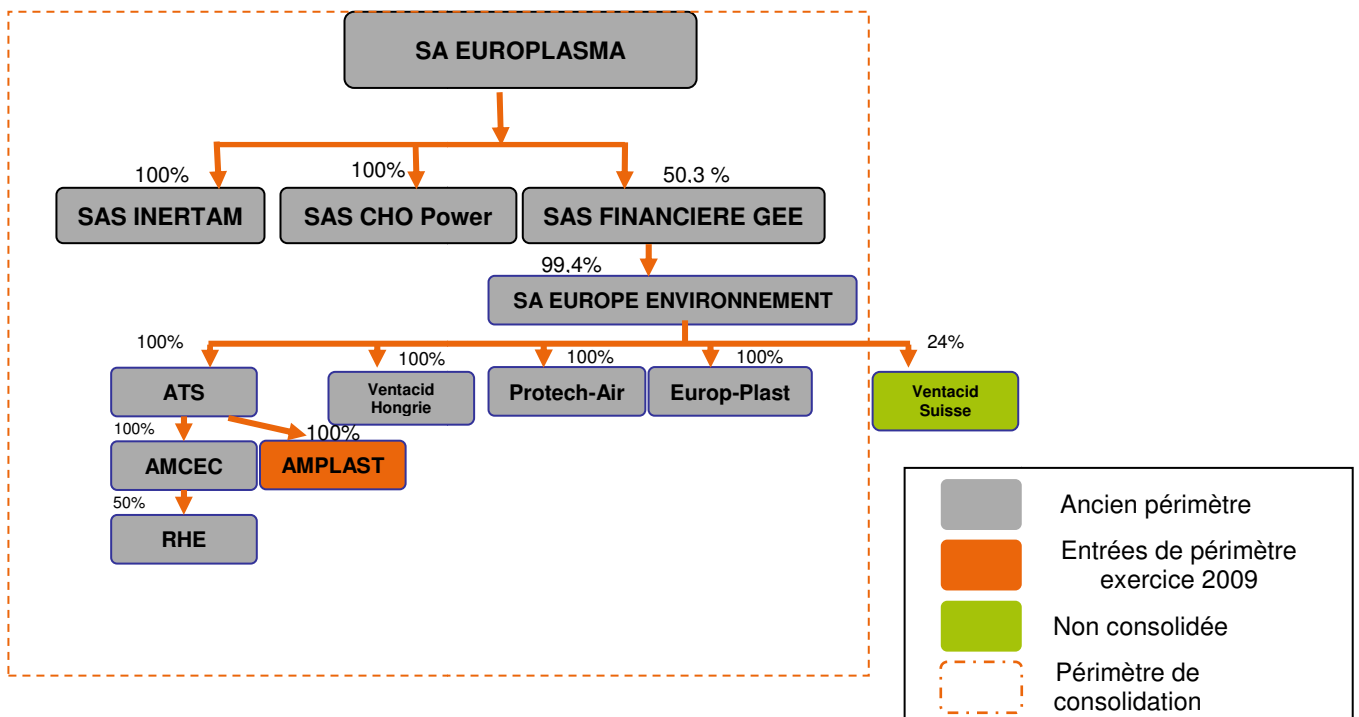 SA EUROPLASMA
100%
100%
50.3 %
SAS INERTAM
SAS CHO Power
SAS FINANCIERE GEE
99.4%
SA EUROPE ENVIRONNEMENT
100%
100%
100%
100%
24%
ATS
Ventacid
Hongrie
Protech-Air
Europ-Plast
Ventacid
Suisse
100%
100%
AMCEC
AMPLAST
50%
RHE
Ancien périmètre
Entrées de périmètre
exercice 2009
Non consolidée
Périmètre de
consolidation